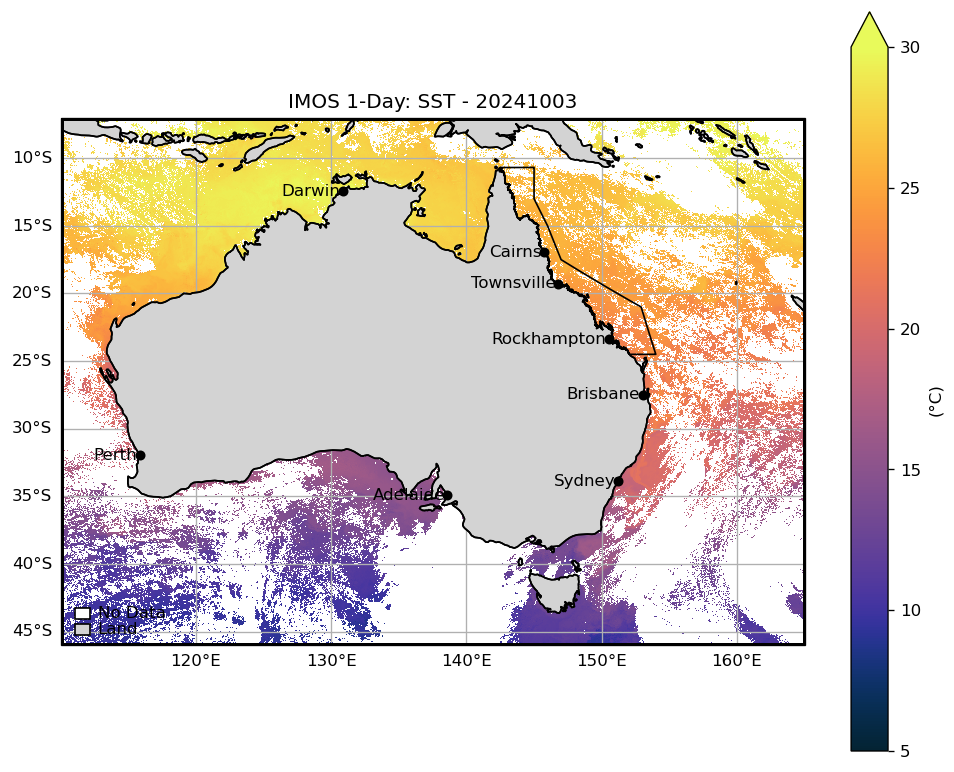 IMOS 1-Day: SST - 20241003
30
10°S
Darwin
25
15°S
Cairns
Townsville
20°S
20
Rockhampton
25°S
Brisbane
(°C)
30°S
Perth
15
Sydney
35°S
Adelaide
40°S
10
No Data
Land
45°S
120°E
130°E
140°E
150°E
160°E
5